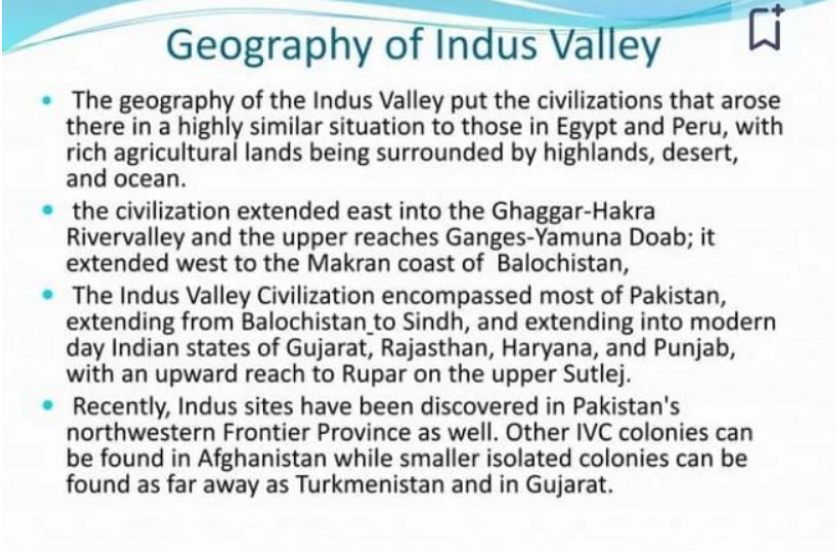 Geography of Indus Valley
• The geography of the Indus Valley put the civilizations that arose
there in a highly similar situation to those in Egypt and Peru, with
rich agricultural lands being surrounded by highlands, desert,
and ocean.
• the civilization extended east into the Ghaggar-Hakra
Rivervalley and the upper reaches Ganges-Yamuna Doab; it
extended west to the Makran coast of Balochistan,
• The Indus Valley Civilization encompassed most of Pakistan,
extending from Balochistan to Sindh, and extending into modern
day Indian states of Gujarat, Rajasthan, Haryana, and Punjab,
with an upward reach to Rupar on the upper Sutlej.
• Recently, Indus sites have been discovered in Pakistan's
northwestern Frontier Province as well. Other IVC colonies can
be found in Afghanistan while smaller isolated colonies can be
found as far away as Turkmenistan and in Gujarat.